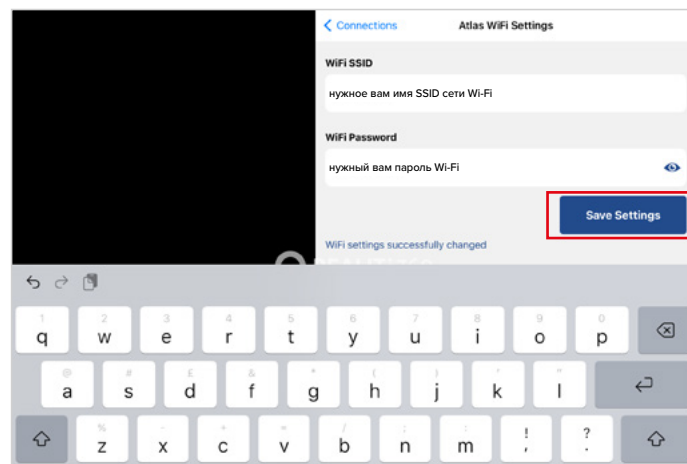 Connections Atlas WiFi Settings
WiFi SSID
нужное вам имя SSID сети Wi-Fi
WiFi Password
нужный вам пароль Wi-Fi
Save Settings
WiFi settings successfully changed
1 2 3 4 5 6 7 8 9 0
q w e r t y u i o p
@ # £ & * ( ) ' "
a s d f g h j k l
% - + = / ; : ! ?
z x c v b n m , .